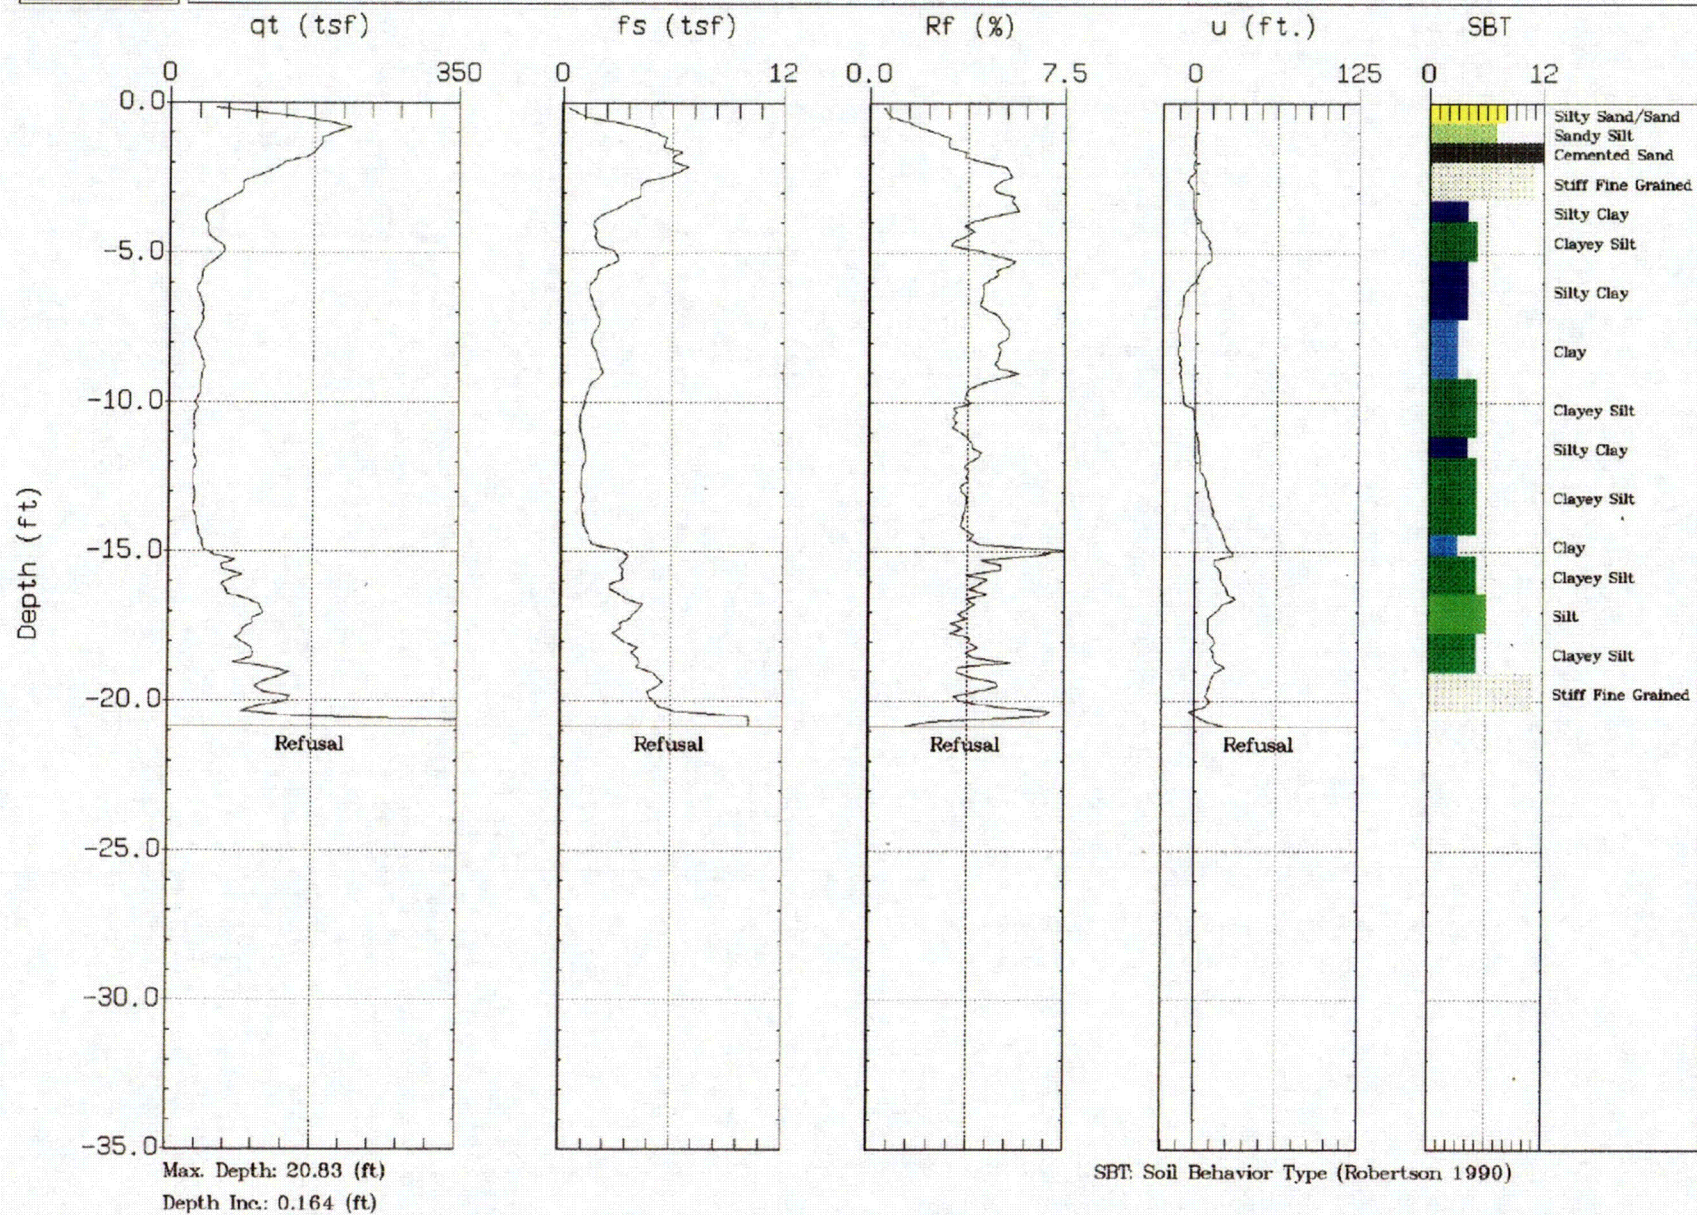 qt (tsf) fs (tsf) Rf (%) u (ft.) SBT
0 350 0 12 0.0 7.5 0 125 0 12
0.0
Silty Sand/Sand
Sandy Silt
Cemented Sand
Stiff Fine Grained
Silty Clay
-5.0
Clayey Silt
Silty Clay
Clay
-10.0
Clayey Silt
Silty Clay
Depth (ft)
Clayey Silt
-15.0
Clay
Clayey Silt
Silt
Clayey Silt
-20.0
Stiff Fine Grained
Refusal Refusal Refusal Refusal
-25.0
-30.0
-35.0
Max. Depth: 20.83 (ft)
SBT: Soil Behavior Type (Robertson 1990)
Depth Inc.: 0.164 (ft)